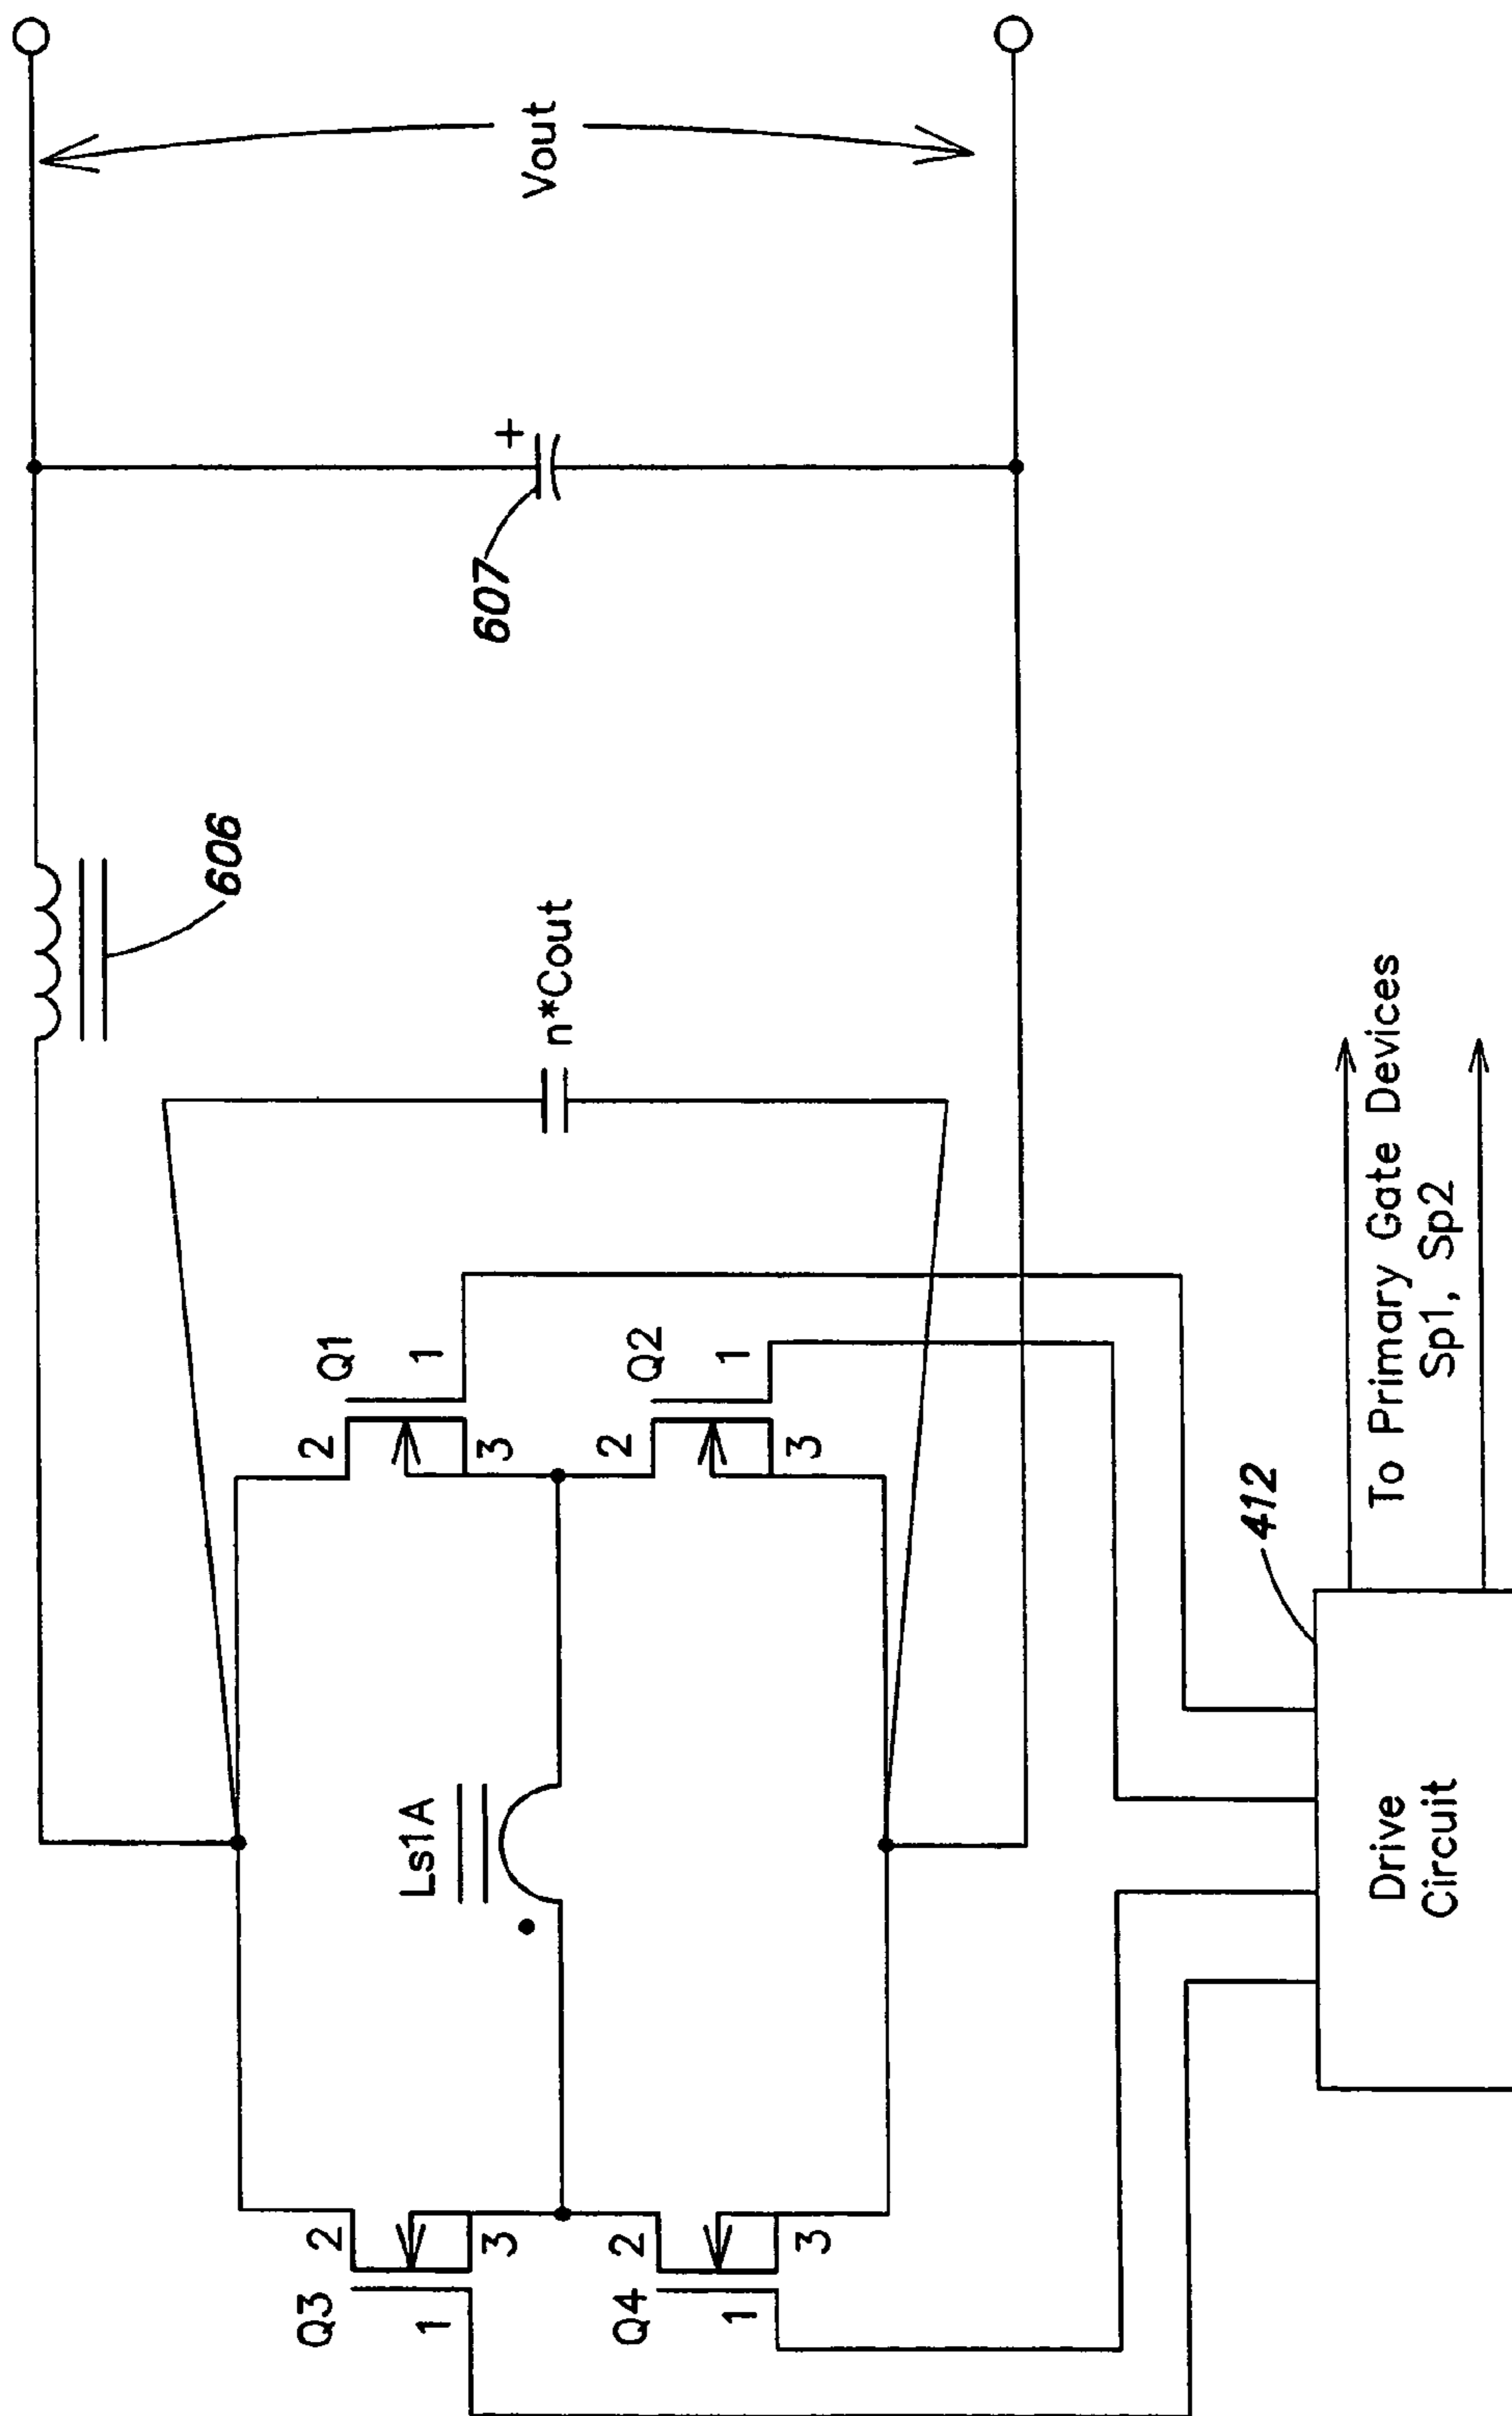 606
Vout
607
n*Cout
Ls1A
Q3
2
1
3
Q4
2
1
3
Q1
2
1
3
Q2
2
1
3
+
412
Drive
Circuit
To Primary Gate Devices
Sp1, Sp2